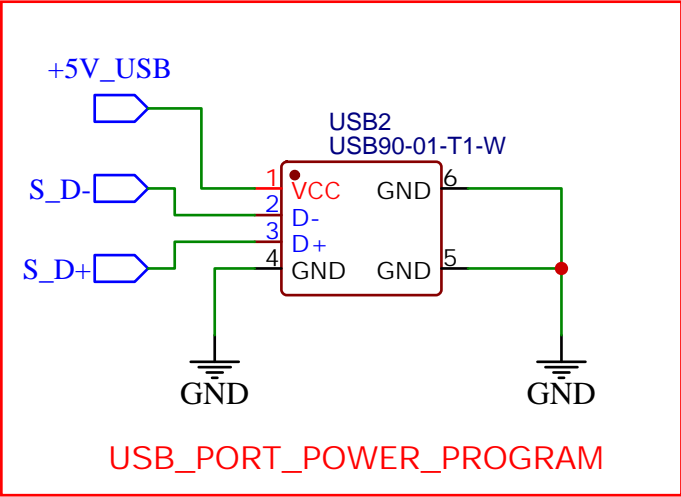 +5V_USB
USB2
USB90-01-T1-W
S_D-
1
VCC
GND
6
2
D-
3
D+
S_D+
4
GND
GND
5
GND
GND
USB_PORT_POWER_PROGRAM